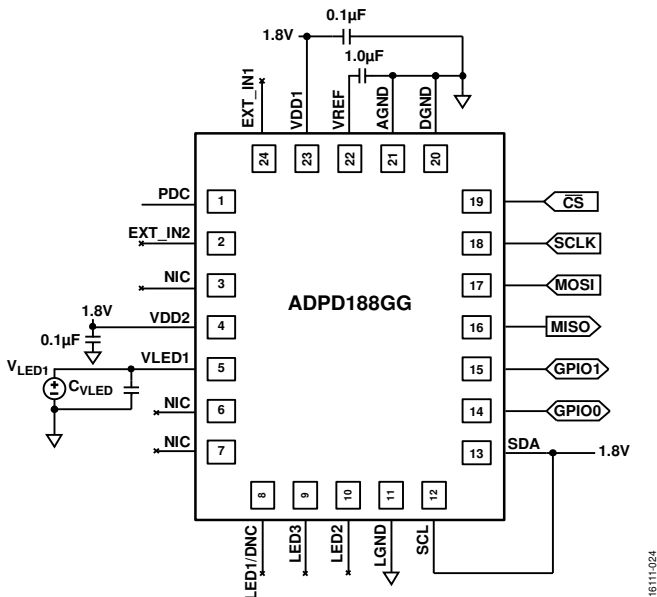 0.1µF
1.8V
1.0µF
EXT_IN1
VDD1
VREF
AGND
DGND
24
23
22
21
20
PDC
1
19
CS
EXT_IN2
2
18
SCLK
NIC
3
17
MOSI
ADPD188GG
1.8V
VDD2
4
16
MISO
0.1µF
VLED1
VLED1
5
15
GPIO1
CVLED
NIC
6
14
GPIO0
NIC
7
13
SDA
1.8V
8
9
10
11
12
LED1/DNC
LED3
LED2
LGND
SCL
16111-024